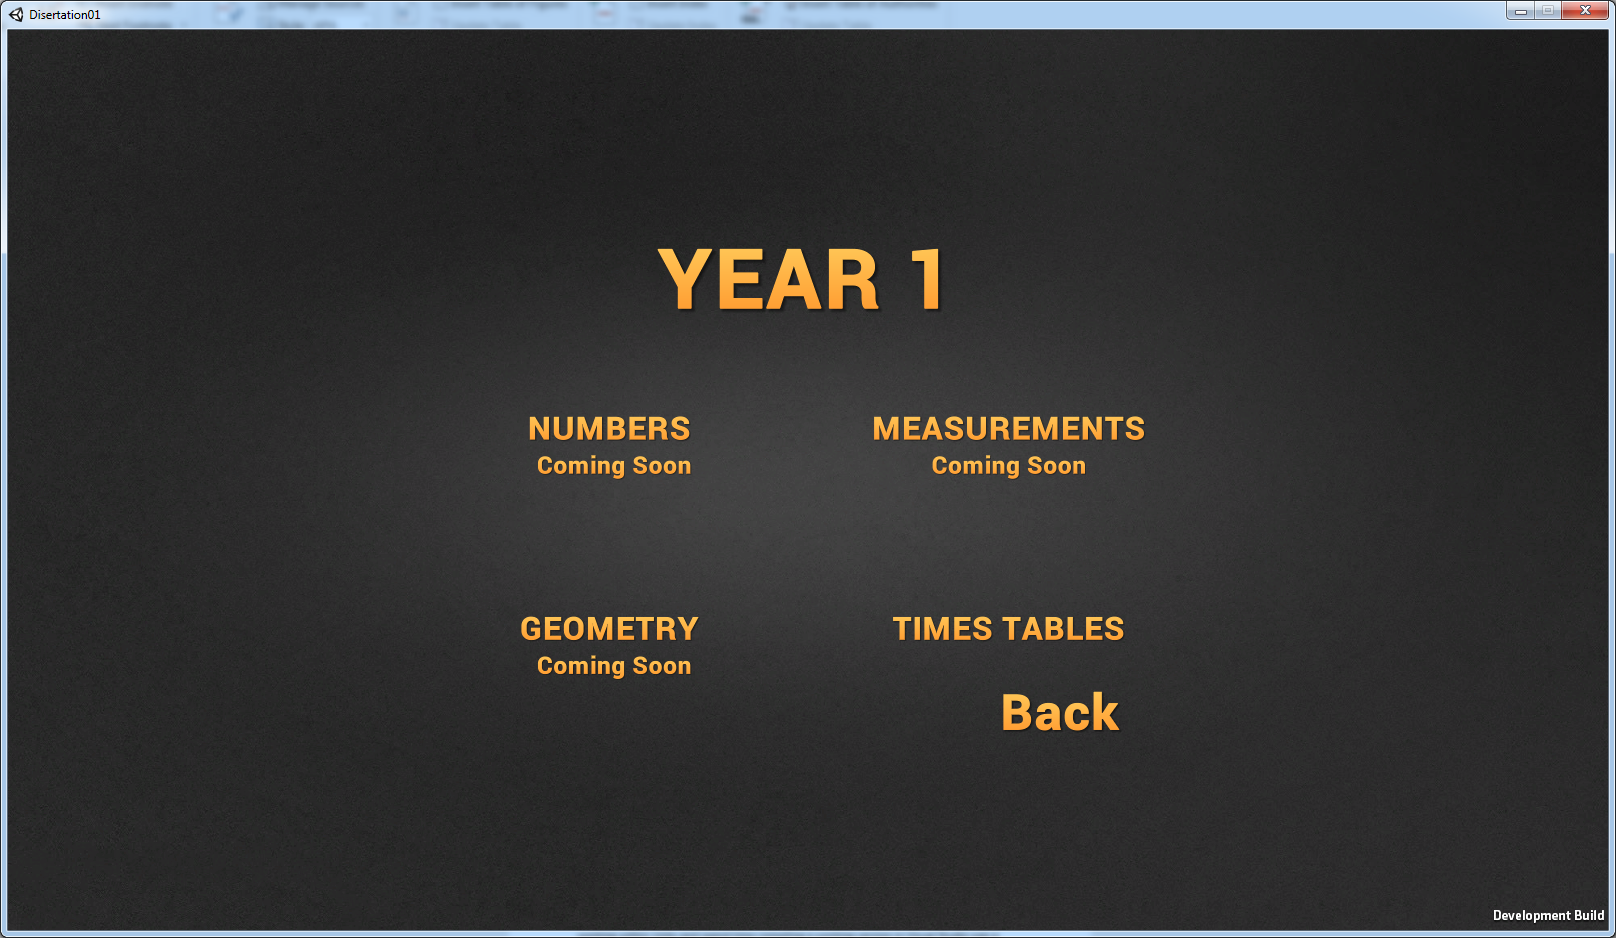 Disertation01
YEAR 1
NUMBERS
Coming Soon
MEASUREMENTS
Coming Soon
GEOMETRY
Coming Soon
TIMES TABLES
Back
Development Build